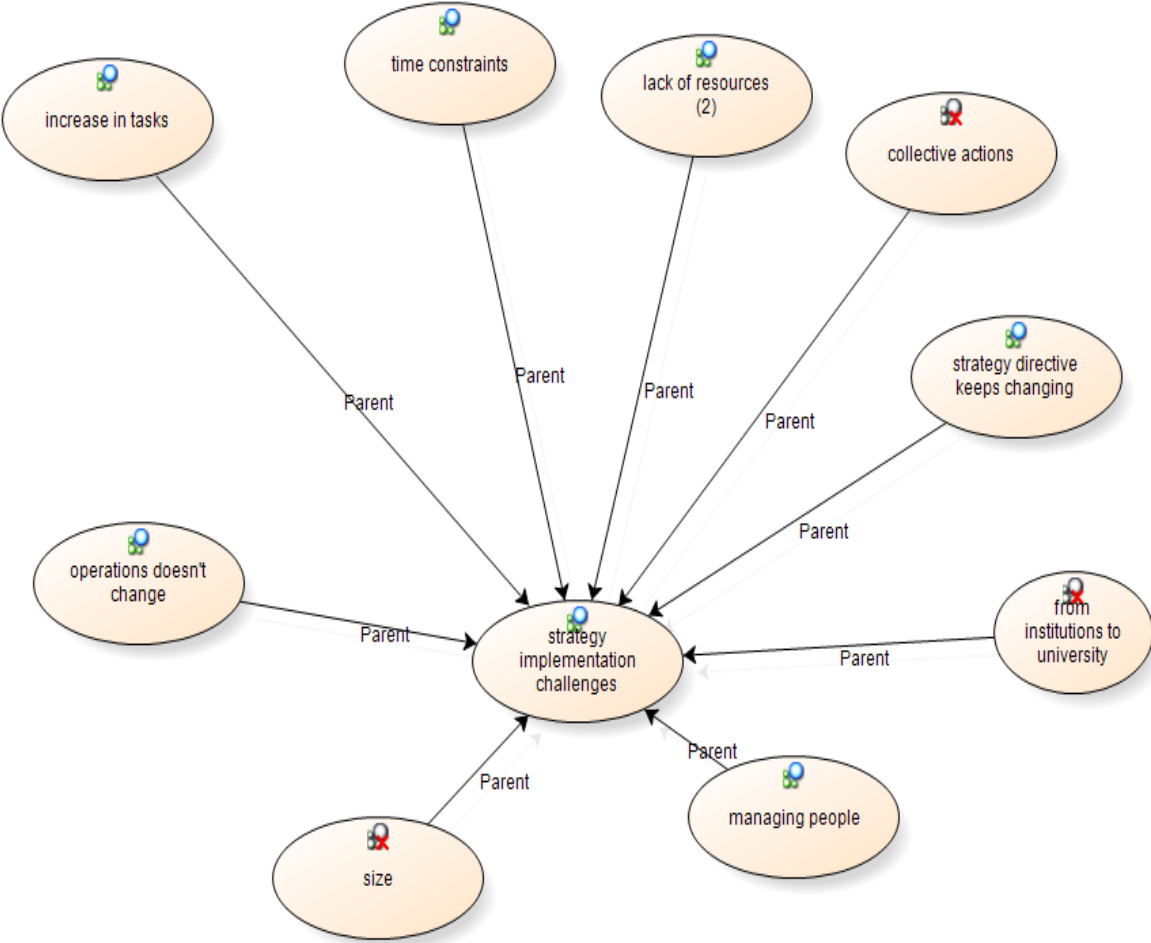 time constraints
lack of resources
(2)
increase in tasks
collective actions
strategy directive
keeps changing
Parent
Parent
Parent
Parent
Parent
operations doesn't
change
Parent
from
institutions to
university
strategy
implementation
challenges
Parent
Parent
Parent
managing people
size